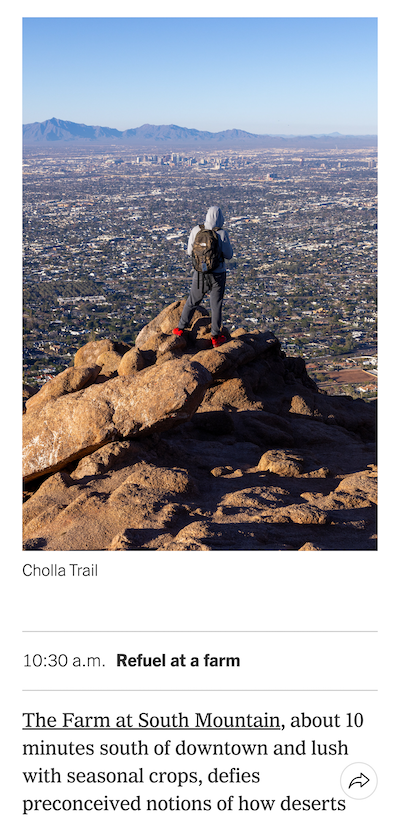 Cholla Trail
10:30 a.m. Refuel at a farm
The Farm at South Mountain, about 10
minutes south of downtown and lush
with seasonal crops, defies
preconceived notions of how deserts